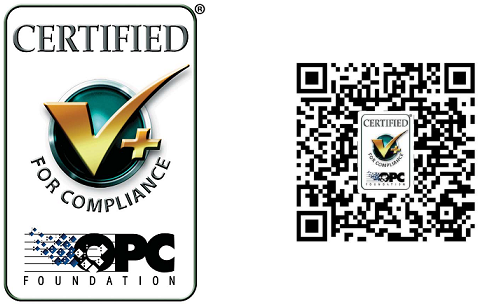 CERTIFIED®
V+
FOR COMPLIANCE
OPC
FOUNDATION
CERTIFIED
V+
FOR COMPLIANCE
OPC
FOUNDATION